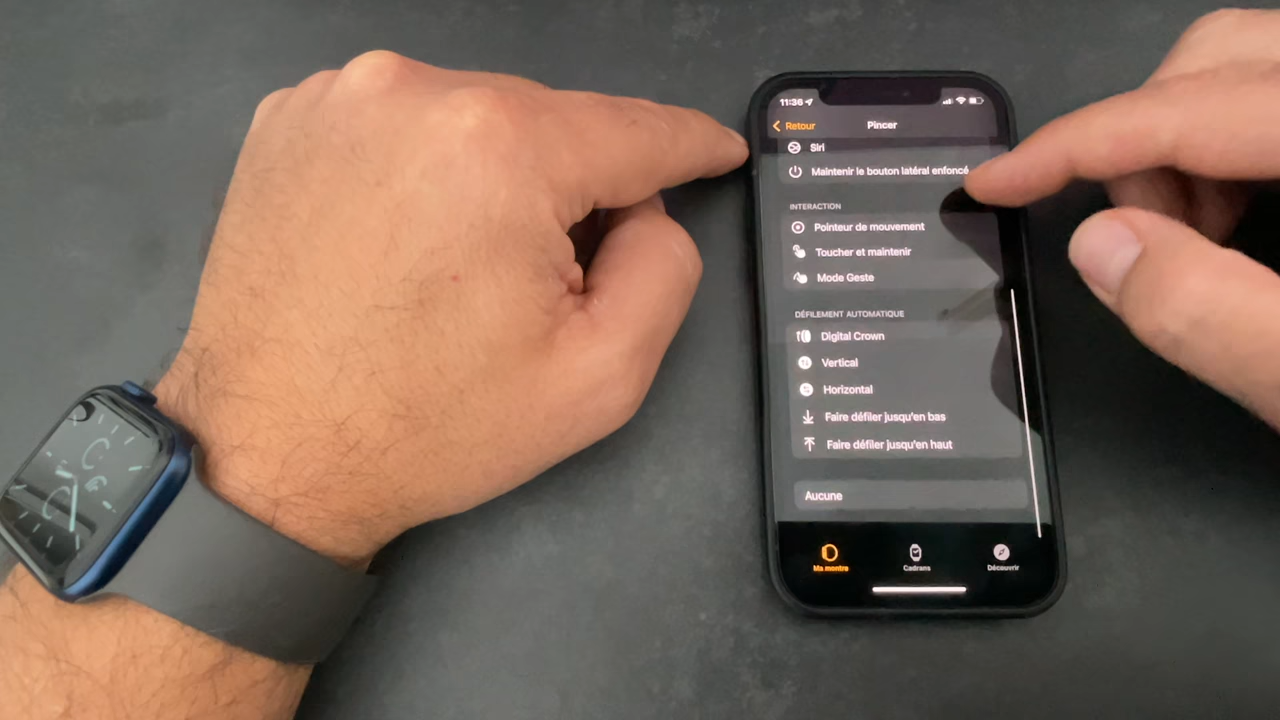 11:36
Retour
Pincer
Siri
Maintenir le bouton latéral enfoncé
INTERACTION
Pointeur de mouvement
Toucher et maintenir
Mode Geste
DÉFILEMENT AUTOMATIQUE
Digital Crown
Vertical
Horizontal
Faire défiler jusqu'en bas
Faire défiler jusqu'en haut
Aucune
Ma montre
Cadrans
Découvrir